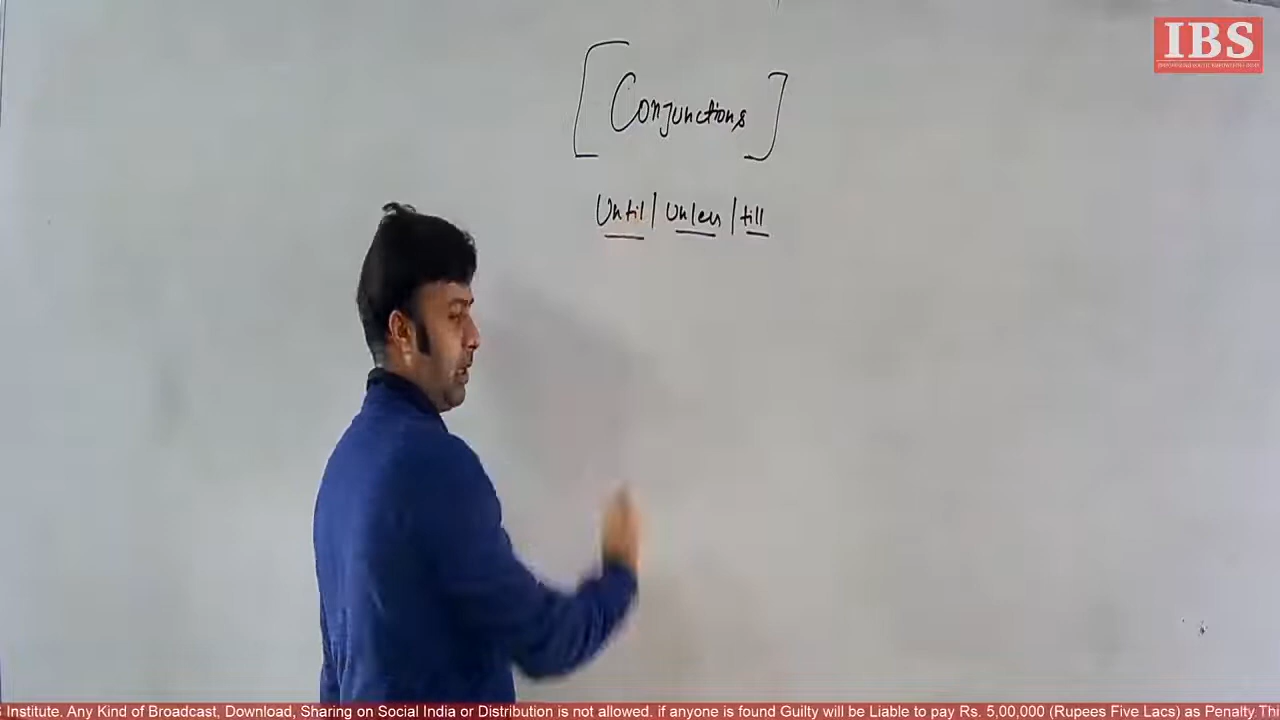 IBS
[Conjunctions]
Until/Unless/till
Institute. Any Kind of Broadcast, Download, Sharing on Social India or Distribution is not allowed. if anyone is found Guilty will be Liable to pay Rs. 5,00,000 (Rupees Five Lacs) as Penalty.Thi